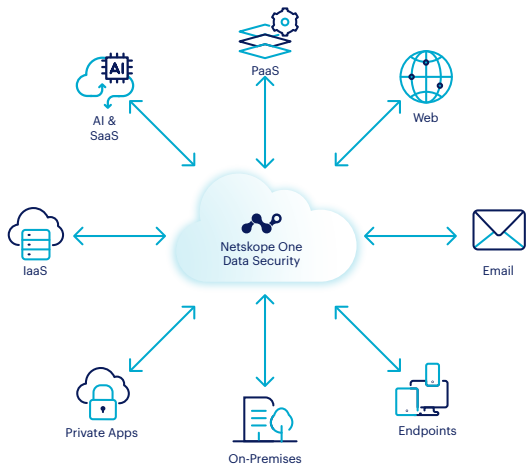 PaaS
AI
AI &
SaaS
Web
Netskope One
Data Security
IaaS
Email
Private Apps
Endpoints
On-Premises